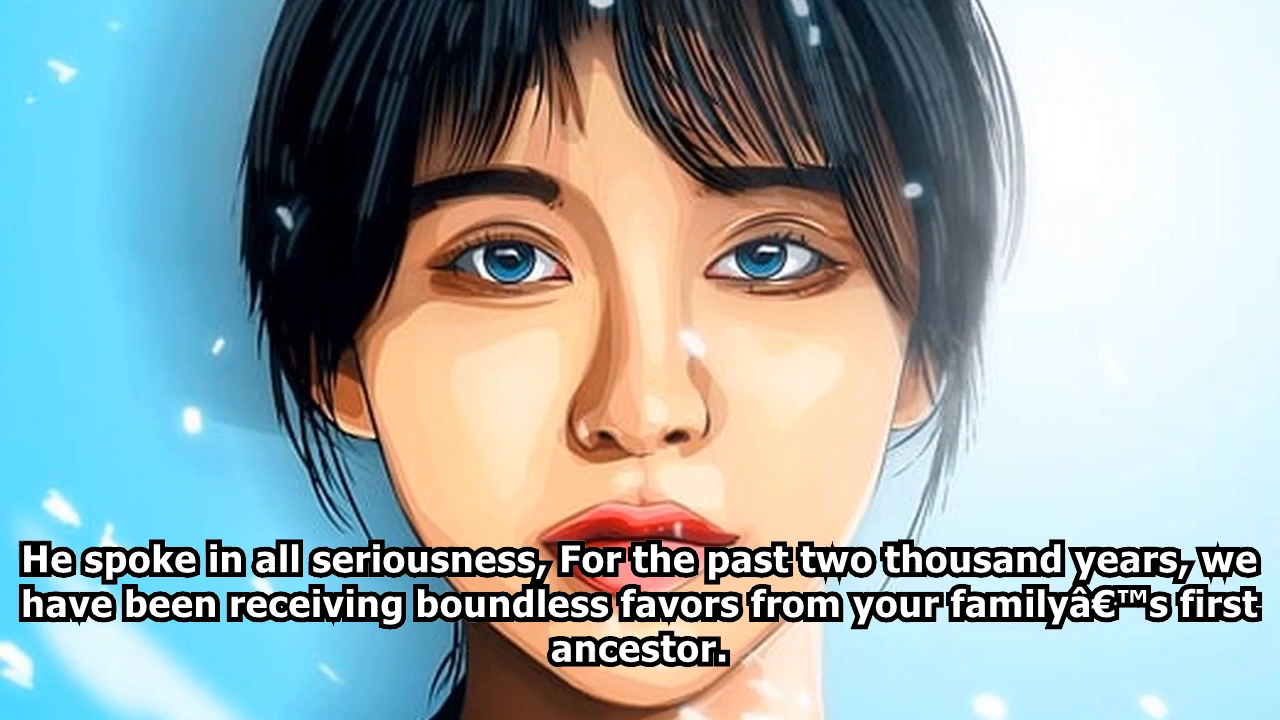 He spoke in all seriousness, For the past two thousand years, we
have been receiving boundless favors from your familyâ€™s first
ancestor.